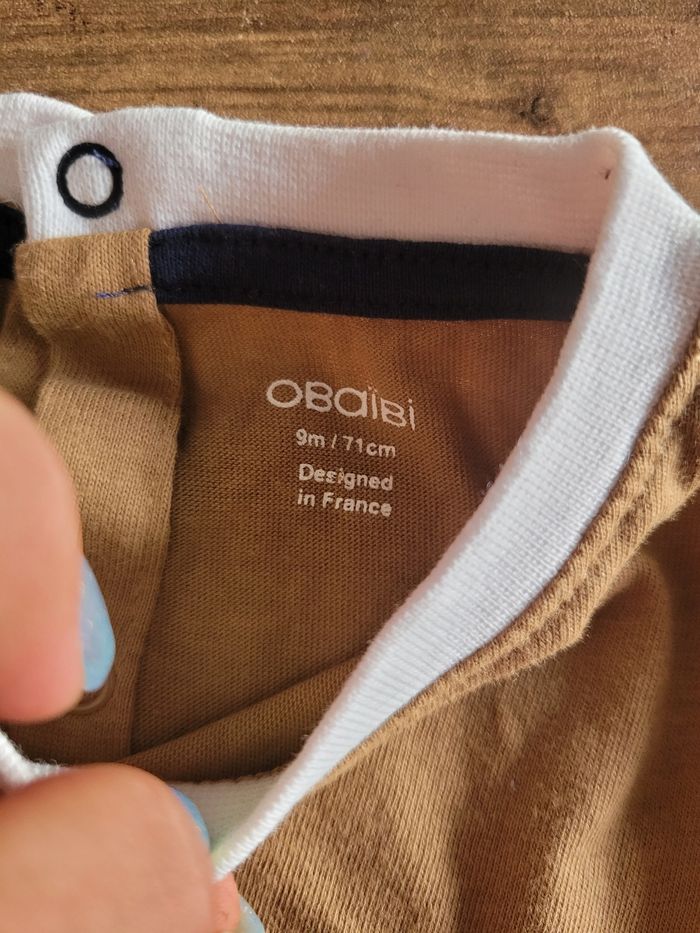 OBaïBi
9m / 71cm
Designed
in France